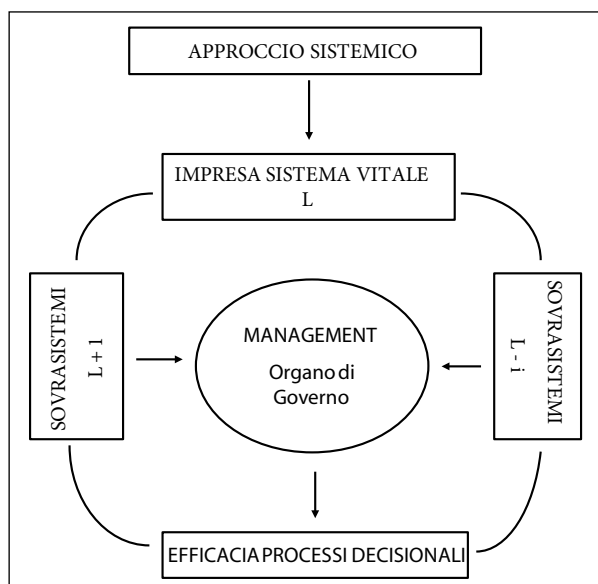 APPROCCIO SISTEMICO
IMPRESA SISTEMA VITALE
L
SOVRASISTEMI
L + 1
MANAGEMENT
Organo di
Governo
SOVRASISTEMI
L - i
EFFICACIA PROCESSI DECISIONALI